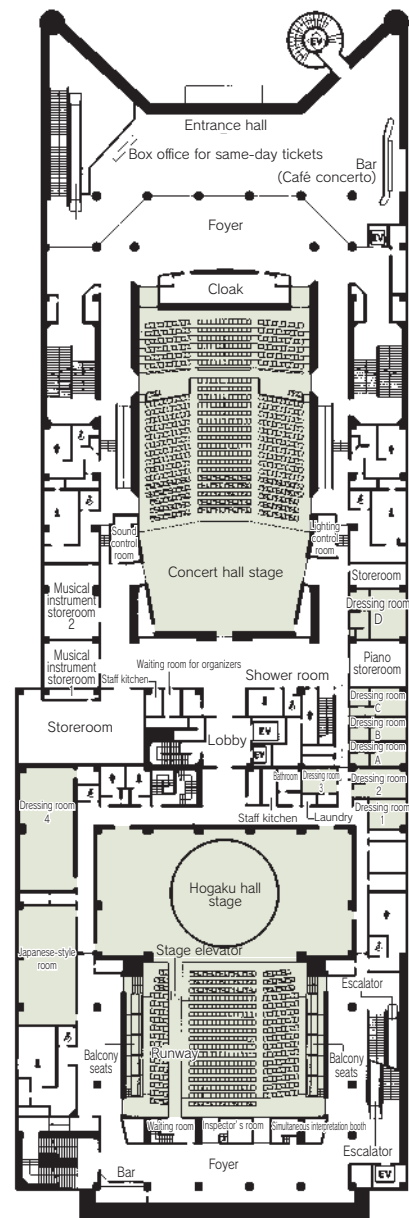 EV
Entrance hall
Box office for same-day tickets
Bar
(Café concerto)
Foyer
EV
Cloak
Sound
control
room
Lighting
control
room
Concert hall stage
Storeroom
Musical
instrument
storeroom
2
Dressing room
D
Musical
instrument
storeroom
1
Piano
storeroom
Waiting room for organizers
Staff kitchen
Shower room
Dressing room
C
Storeroom
Lobby
EV
Dressing room
B
EV
Dressing room
A
Bathroom
Dressing room
3
Dressing room
2
Dressing room
4
Staff kitchen
Laundry
Dressing room
1
Hogaku hall
stage
Japanese-style
room
Stage elevator
Escalator
Balcony
seats
Runway
Balcony
seats
Waiting room
Inspector's room
Simultaneous interpretation booth
Foyer
Escalator
Bar
EV